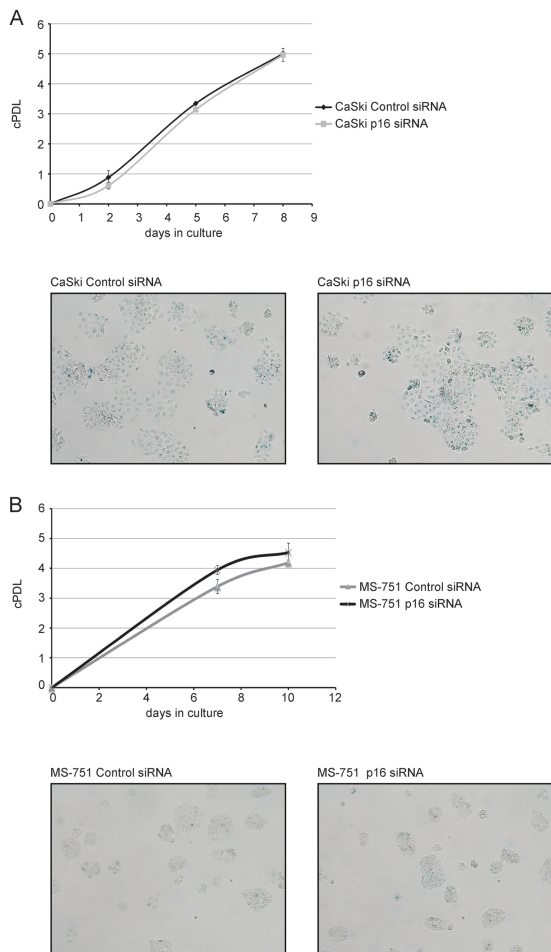 A
6
5
4
3
2
1
0
cPDL
0 1 2 3 4 5 6 7 8 9
days in culture
CaSki Control siRNA
CaSki p16 siRNA
CaSki Control siRNA CaSki p16 siRNA
B
6
5
4
3
2
1
0
cPDL
0 2 4 6 8 10 12
days in culture
MS-751 Control siRNA
MS-751 p16 siRNA
MS-751 Control siRNA MS-751 p16 siRNA